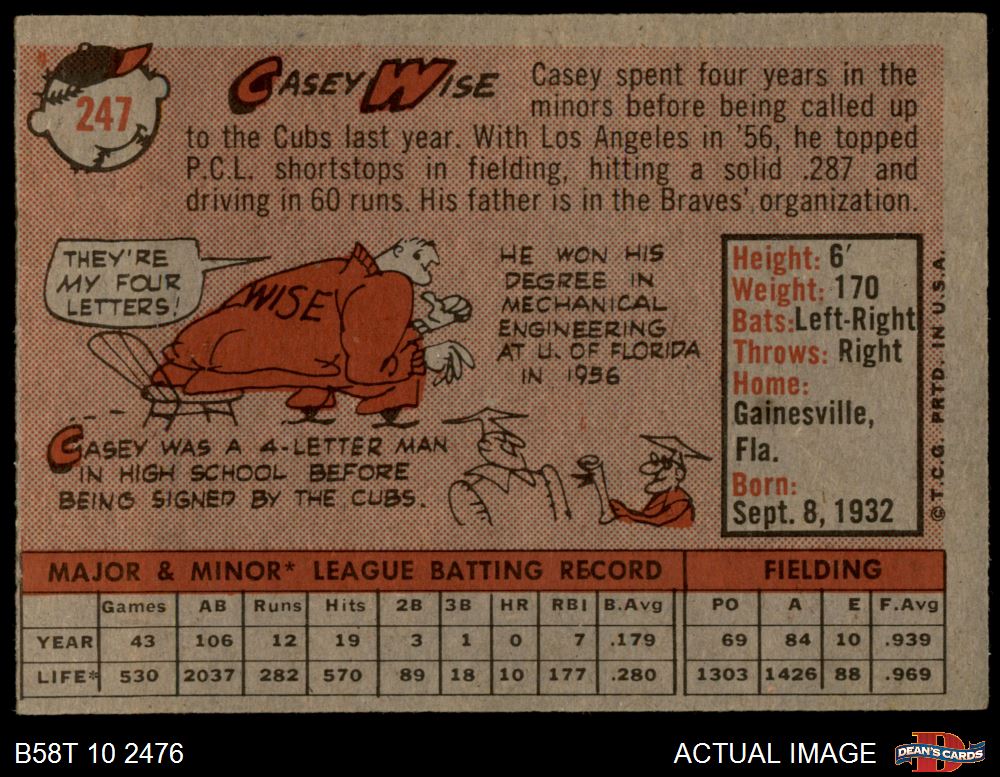 247
CASEY WISE
Casey spent four years in the
minors before being called up
to the Cubs last year. With Los Angeles in '56, he topped
P.C.L. shortstops in fielding, hitting a solid .287 and
driving in 60 runs. His father is in the Braves' organization.
THEY'RE
MY FOUR
LETTERS!
WISE
HE WON HIS
DEGREE IN
MECHANICAL
ENGINEERING
AT U. OF FLORIDA
IN 1956
CASEY WAS A 4-LETTER MAN
IN HIGH SCHOOL BEFORE
BEING SIGNED BY THE CUBS.
Height: 6'
Weight: 170
Bats: Left-Right
Throws: Right
Home:
Gainesville,
Fla.
Born:
Sept. 8, 1932
© T.C.G. PRTD. IN U.S.A.
MAJOR & MINOR* LEAGUE BATTING RECORD FIELDING
Games AB Runs Hits 2B 3B HR RBI B.Avg PO A E F.Avg
YEAR 43 106 12 19 3 1 0 7 .179 69 84 10 .939
LIFE* 530 2037 282 570 89 18 10 177 .280 1303 1426 88 .969
B58T 10 2476
ACTUAL IMAGE
D
DEAN'S CARDS